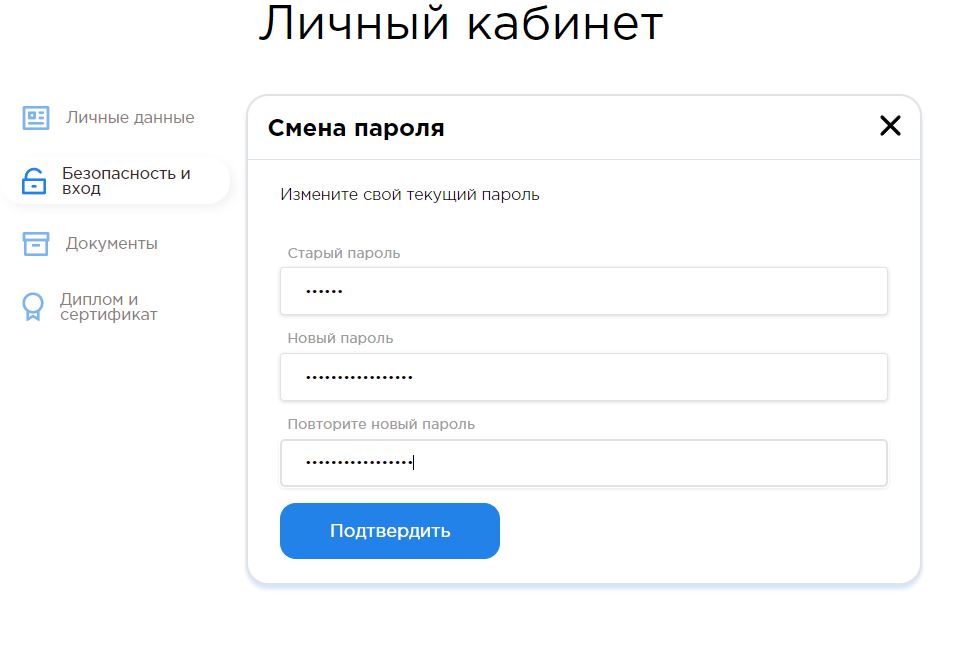 Личный кабинет
Личные данные
Безопасность и
вход
Документы
Диплом и
сертификат
Смена пароля
Измените свой текущий пароль
Старый пароль
••••••
Новый пароль
•••••••••••••••••
Повторите новый пароль
•••••••••••••••••
Подтвердить